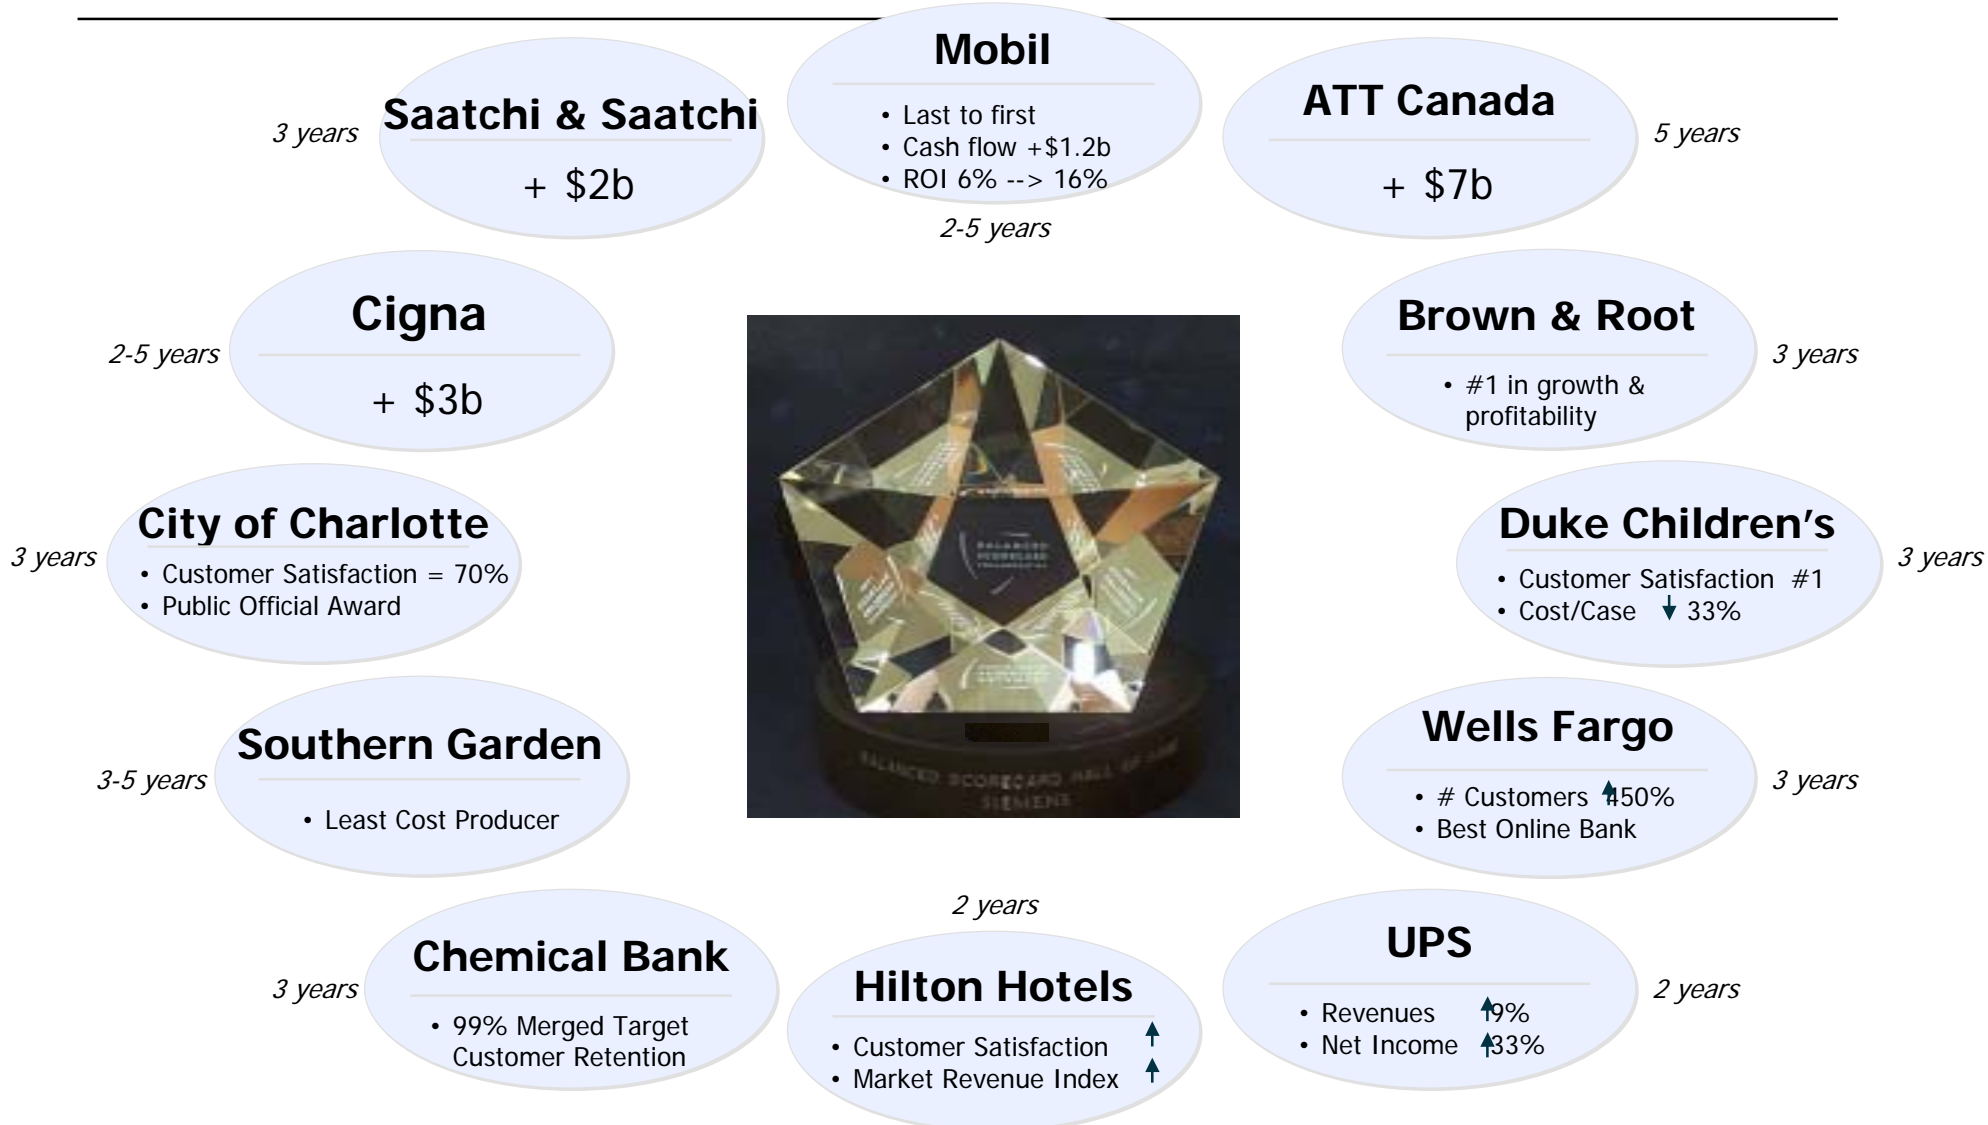 Mobil
• Last to first
• Cash flow +$1.2b
• ROI 6% --> 16%
2-5 years
Saatchi & Saatchi
+ $2b
3 years
ATT Canada
+ $7b
5 years
Cigna
+ $3b
2-5 years
Brown & Root
• #1 in growth &
profitability
3 years
City of Charlotte
• Customer Satisfaction = 70%
• Public Official Award
3 years
BALANCED
SCORECARD
Duke Children’s
• Customer Satisfaction #1
• Cost/Case 33%
3 years
BALANCED SCORECARD HALL OF FAME
SIEMENS
Southern Garden
• Least Cost Producer
3-5 years
Wells Fargo
• # Customers 450%
• Best Online Bank
3 years
Chemical Bank
• 99% Merged Target
Customer Retention
3 years
2 years
Hilton Hotels
• Customer Satisfaction
• Market Revenue Index
UPS
• Revenues 9%
• Net Income 33%
2 years